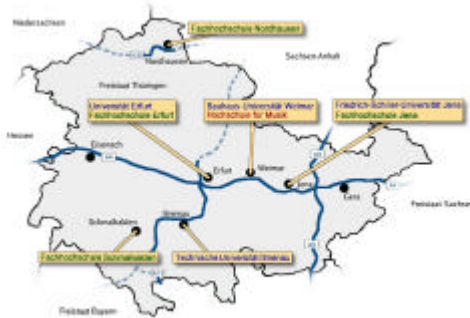 Niedersachsen
Fachhochschule Nordhausen
Nordhausen
Sachsen-Anhalt
Freistaat Thüringen
Universität Erfurt
Fachhochschule Erfurt
Bauhaus-Universität Weimar
Hochschule für Musik
Friedrich-Schiller-Universität Jena
Fachhochschule Jena
Hessen
Eisenach
Erfurt
Weimar
Jena
Gera
Freistaat Sachsen
Schmalkalden
Ilmenau
Fachhochschule Schmalkalden
Technische Universität Ilmenau
Freistaat Bayern